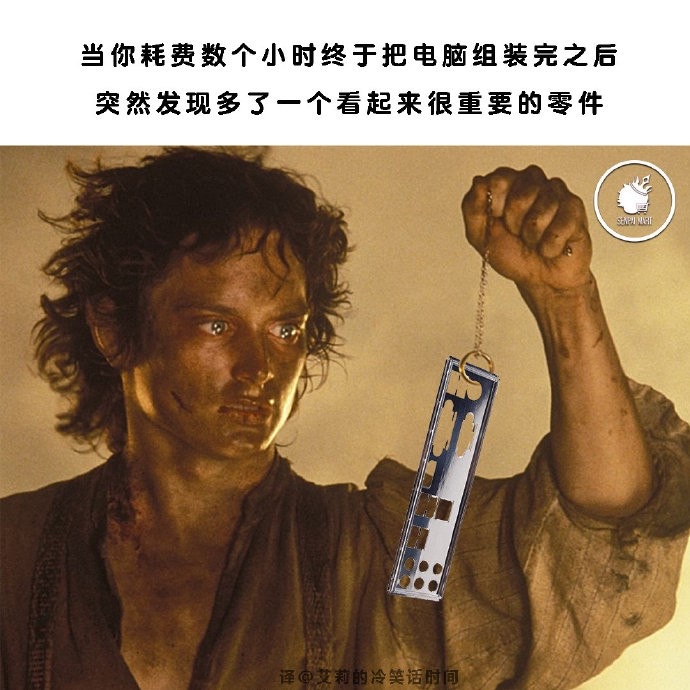 当你耗费数个小时终于把电脑组装完之后
突然发现多了一个看起来很重要的零件
SENPAI MARIE
译@艾莉的冷笑话时间